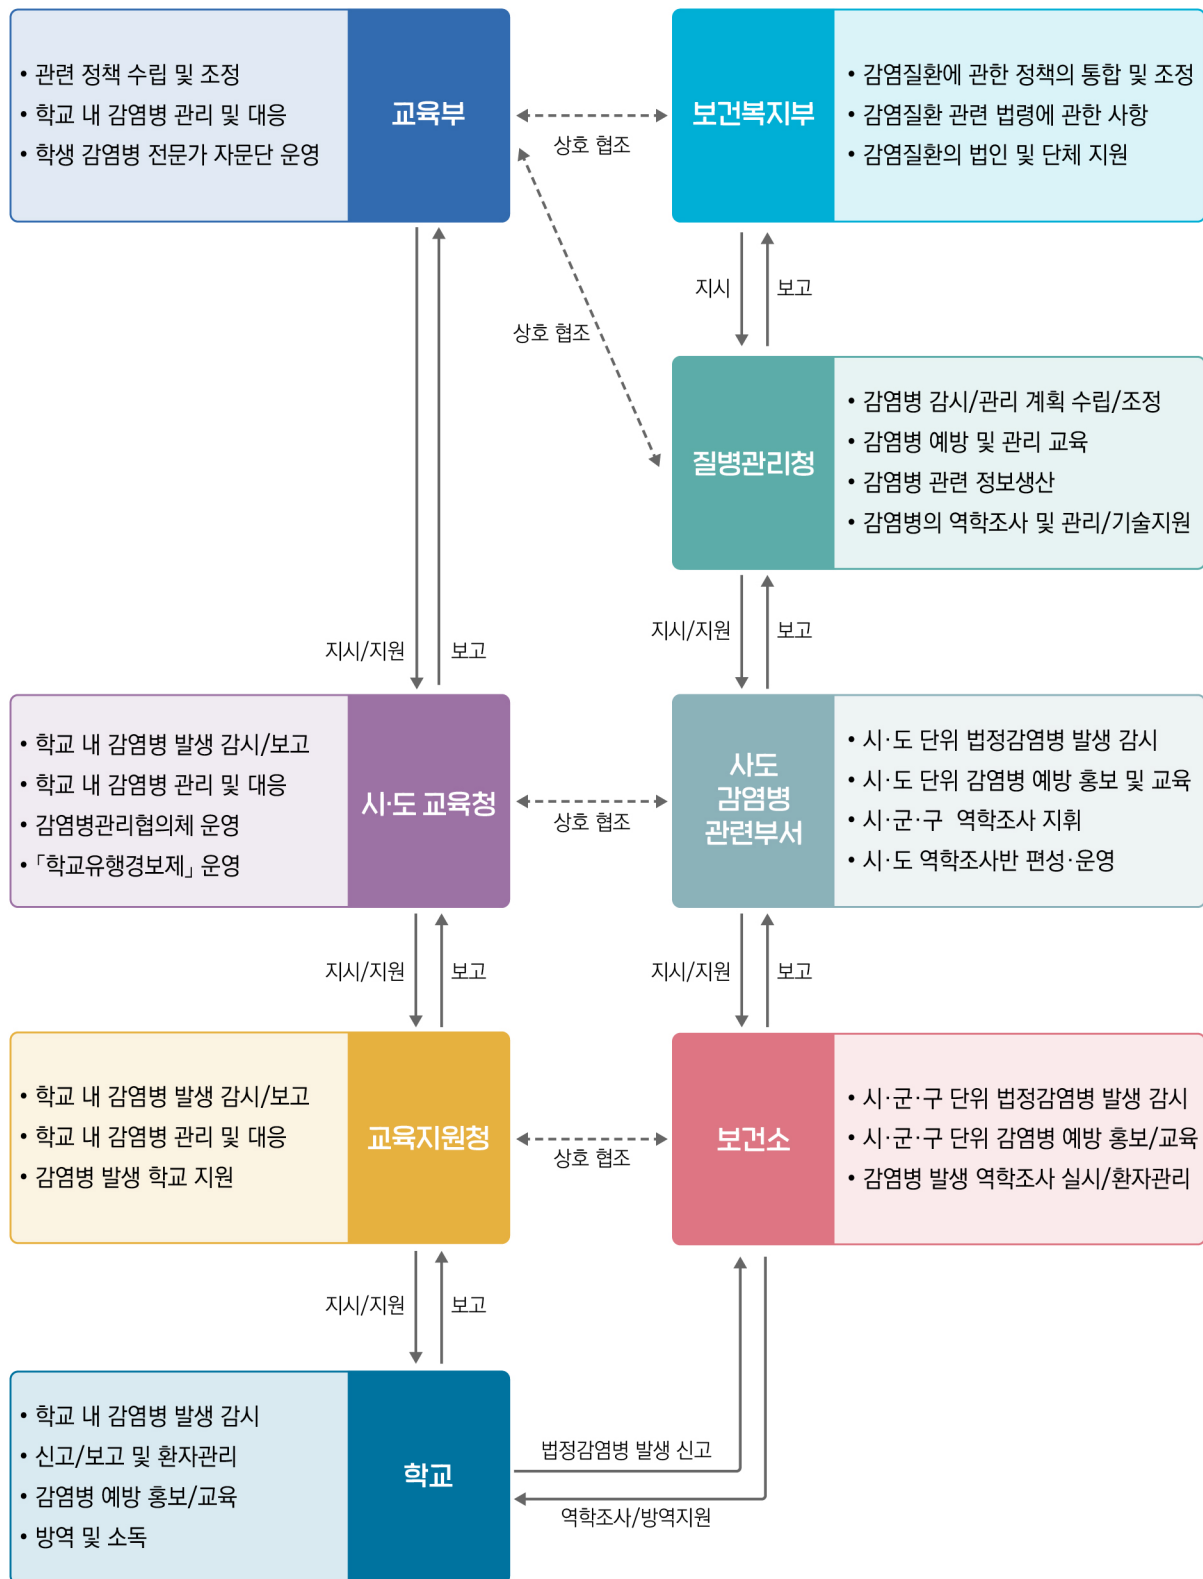 • 관련 정책 수립 및 조정
• 학교 내 감염병 관리 및 대응
• 학생 감염병 전문가 자문단 운영
교육부
상호 협조
보건복지부
• 감염질환에 관한 정책의 통합 및 조정
• 감염질환 관련 법령에 관한 사항
• 감염질환의 법인 및 단체 지원
지시
보고
상호 협조
질병관리청
• 감염병 감시/관리 계획 수립/조정
• 감염병 예방 및 관리 교육
• 감염병 관련 정보생산
• 감염병의 역학조사 및 관리/기술지원
지시/지원
보고
지시/지원
보고
• 학교 내 감염병 발생 감시/보고
• 학교 내 감염병 관리 및 대응
• 감염병관리협의체 운영
• 「학교유행경보제」 운영
시·도 교육청
상호 협조
사도
감염병
관련부서
• 시·도 단위 법정감염병 발생 감시
• 시·도 단위 감염병 예방 홍보 및 교육
• 시·군·구 역학조사 지휘
• 시·도 역학조사반 편성·운영
지시/지원
보고
지시/지원
보고
• 학교 내 감염병 발생 감시/보고
• 학교 내 감염병 관리 및 대응
• 감염병 발생 학교 지원
교육지원청
상호 협조
보건소
• 시·군·구 단위 법정감염병 발생 감시
• 시·군·구 단위 감염병 예방 홍보/교육
• 감염병 발생 역학조사 실시/환자관리
지시/지원
보고
• 학교 내 감염병 발생 감시
• 신고/보고 및 환자관리
• 감염병 예방 홍보/교육
• 방역 및 소독
학교
법정감염병 발생 신고
역학조사/방역지원